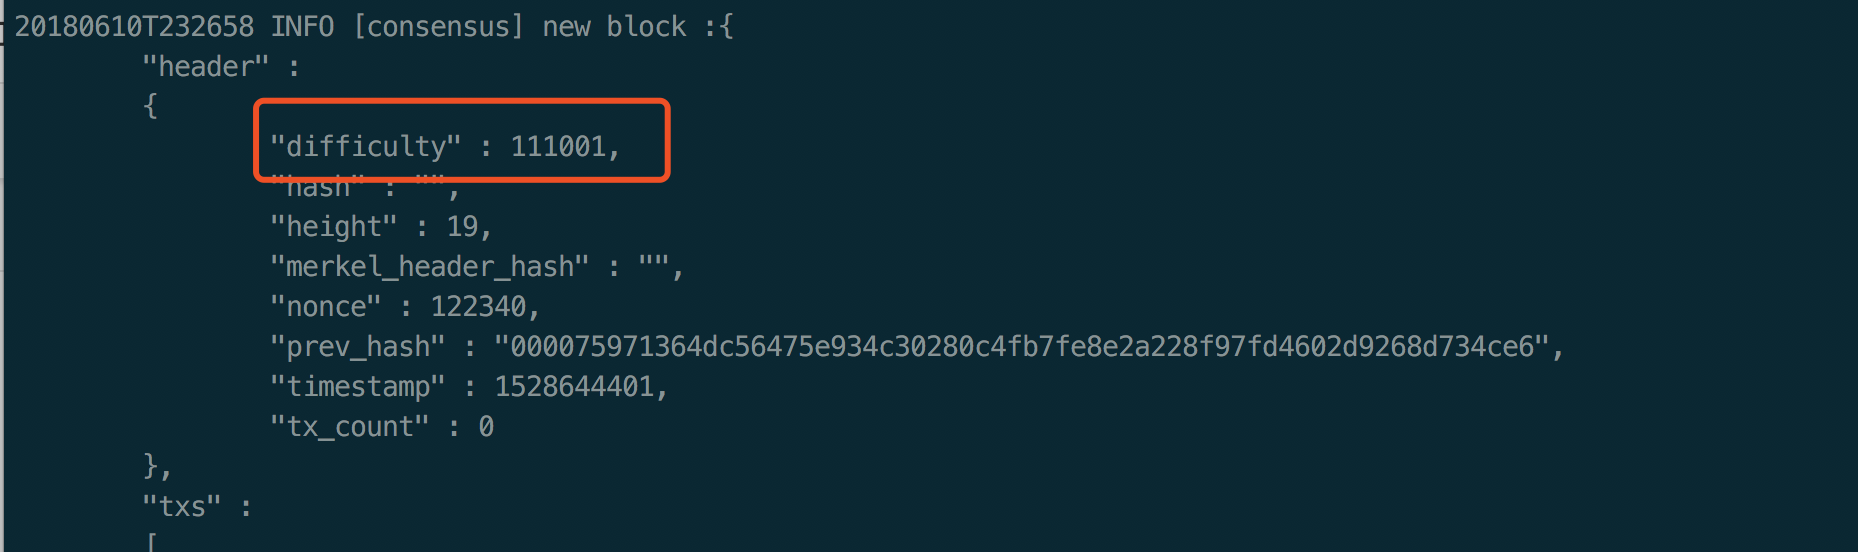 20180610T232658 INFO [consensus] new block :{
"header" :
{
"difficulty" : 111001,
"hash" : "",
"height" : 19,
"merkel_header_hash" : "",
"nonce" : 122340,
"prev_hash" : "000075971364dc56475e934c30280c4fb7fe8e2a228f97fd4602d9268d734ce6",
"timestamp" : 1528644401,
"tx_count" : 0
},
"txs" :
[